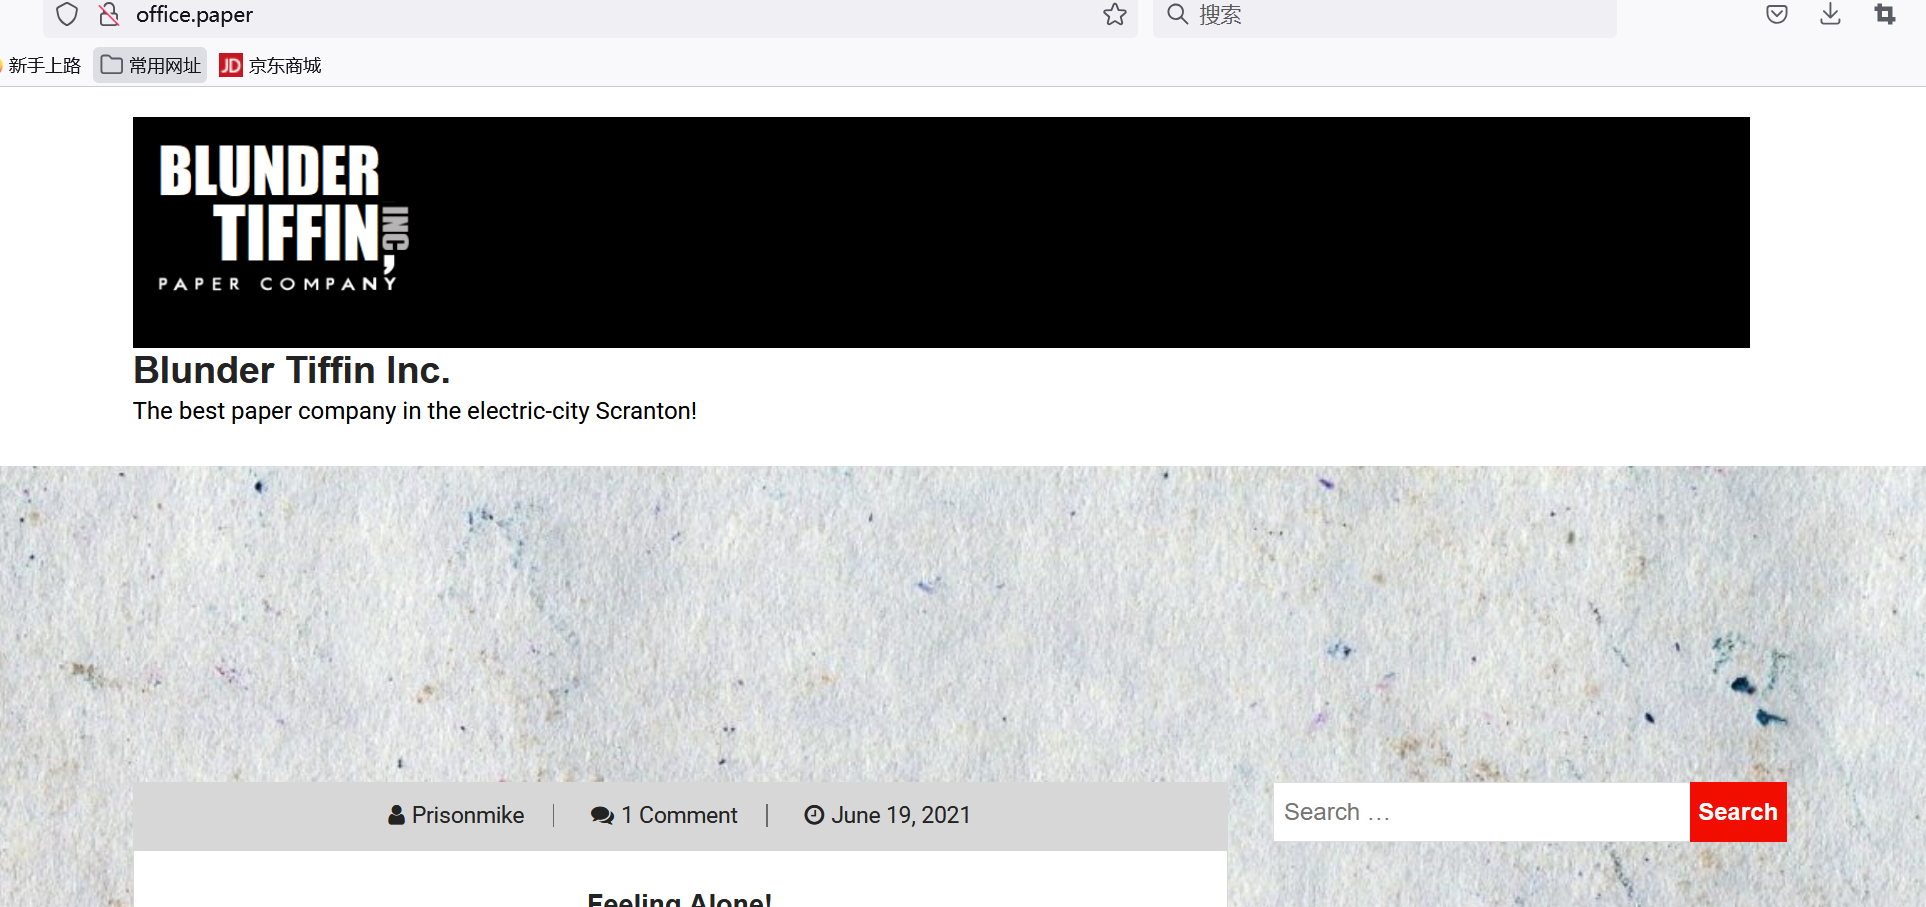 office.paper
搜索
新手上路 常用网址 JD 京东商城
BLUNDER
TIFFIN,
INC
PAPER COMPANY
Blunder Tiffin Inc.
The best paper company in the electric-city Scranton!
Prisonmike | 1 Comment | June 19, 2021
Search …
Search
Feeling Alone!